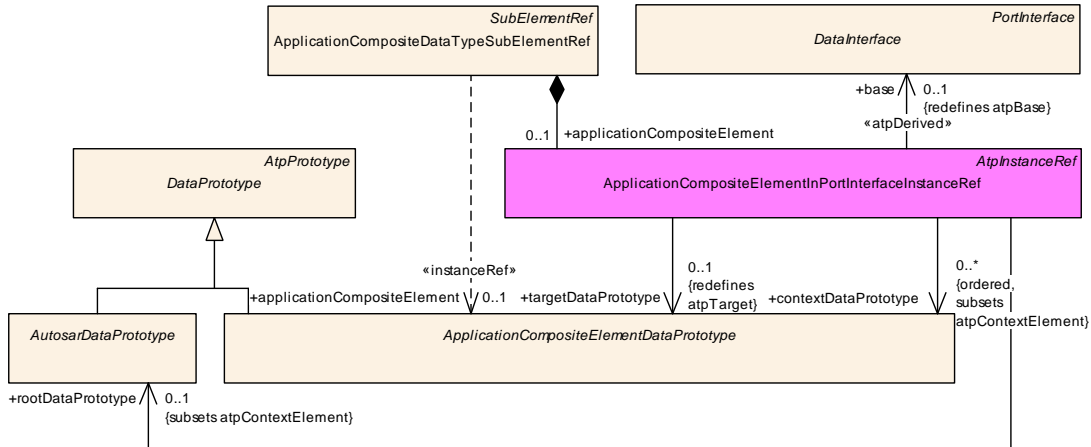 SubElementRef
ApplicationCompositeDataTypeSubElementRef
PortInterface
DataInterface
+base
0..1
{redefines atpBase}
«atpDerived»
0..1
+applicationCompositeElement
AtpPrototype
DataPrototype
AtpInstanceRef
ApplicationCompositeElementInPortInterfaceInstanceRef
«instanceRef»
+applicationCompositeElement
0..1
+targetDataPrototype
0..1
{redefines
atpTarget}
+contextDataPrototype
0..*
{ordered,
subsets
atpContextElement}
AutosarDataPrototype
ApplicationCompositeElementDataPrototype
+rootDataPrototype
0..1
{subsets atpContextElement}